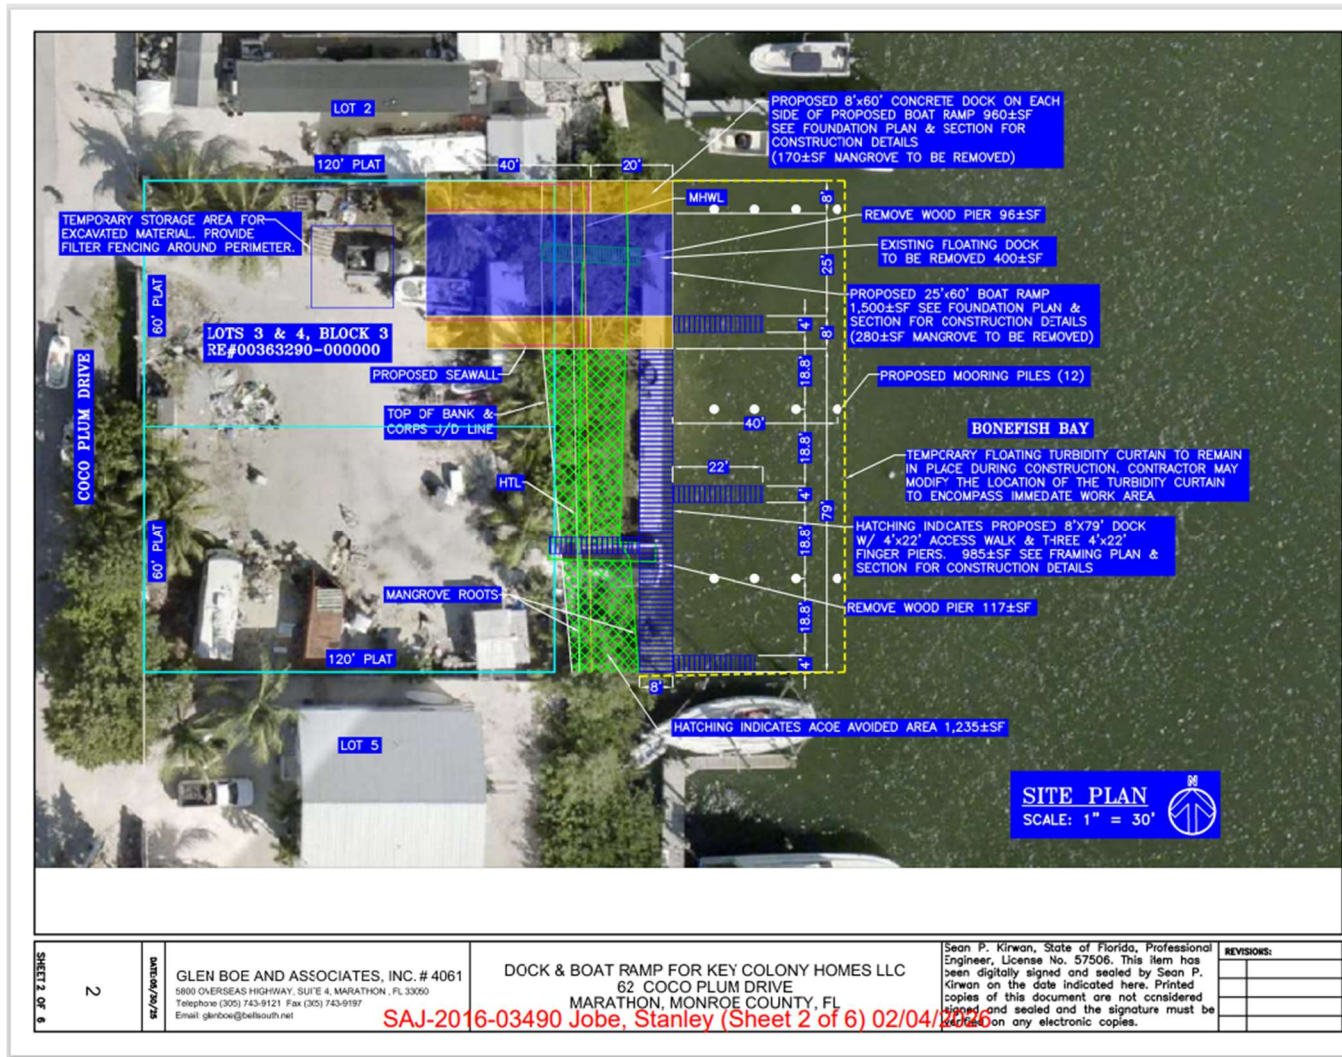 LOT 2
PROPOSED 8'x60' CONCRETE DOCK ON EACH
SIDE OF PROPOSED BOAT RAMP 960±SF
SEE FOUNDATION PLAN & SECTION FOR
CONSTRUCTION DETAILS
(170±SF MANGROVE TO BE REMOVED)
120' PLAT
40'
20'
MHWL
8'
TEMPORARY STORAGE AREA FOR
EXCAVATED MATERIAL. PROVIDE
FILTER FENCING AROUND PERIMETER.
REMOVE WOOD PIER 96±SF
EXISTING FLOATING DOCK
TO BE REMOVED 400±SF
25'
60' PLAT
PROPOSED 25'x60' BOAT RAMP
1,500±SF SEE FOUNDATION PLAN &
SECTION FOR CONSTRUCTION DETAILS
(280±SF MANGROVE TO BE REMOVED)
LOTS 3 & 4, BLOCK 3
RE#00363290-000000
4'
8'
PROPOSED SEAWALL
18.8'
PROPOSED MOORING PILES (12)
COCO PLUM DRIVE
TOP OF BANK &
CORPS J/D LINE
40'
BONEFISH BAY
18.8'
TEMPORARY FLOATING TURBIDITY CURTAIN TO REMAIN
IN PLACE DURING CONSTRUCTION. CONTRACTOR MAY
MODIFY THE LOCATION OF THE TURBIDITY CURTAIN
TO ENCOMPASS IMMEDATE WORK AREA
22'
HTL
4'
79'
HATCHING INDICATES PROPOSED 8'X79' DOCK
W/ 4'x22' ACCESS WALK & THREE 4'x22'
FINGER PIERS. 985±SF SEE FRAMING PLAN &
SECTION FOR CONSTRUCTION DETAILS
18.8'
60' PLAT
MANGROVE ROOTS
REMOVE WOOD PIER 117±SF
18.8'
120' PLAT
4'
8'
HATCHING INDICATES ACOE AVOIDED AREA 1,235±SF
LOT 5
N
SITE PLAN
SCALE: 1" = 30'
SHEET 2 OF 6
2
DATE:09/30/25
GLEN BOE AND ASSOCIATES, INC. # 4061
5800 OVERSEAS HIGHWAY, SUITE 4, MARATHON , FL 33050
Telephone (305) 743-9121 Fax (305) 743-9197
Email: glenboe@bellsouth.net
DOCK & BOAT RAMP FOR KEY COLONY HOMES LLC
62 COCO PLUM DRIVE
MARATHON, MONROE COUNTY, FL
SAJ-2016-03490 Jobe, Stanley (Sheet 2 of 6) 02/04/2026
Sean P. Kirwan, State of Florida, Professional
Engineer, License No. 57506. This item has
been digitally signed and sealed by Sean P.
Kirwan on the date indicated here. Printed
copies of this document are not considered
signed and sealed and the signature must be
verified on any electronic copies.
REVISIONS: